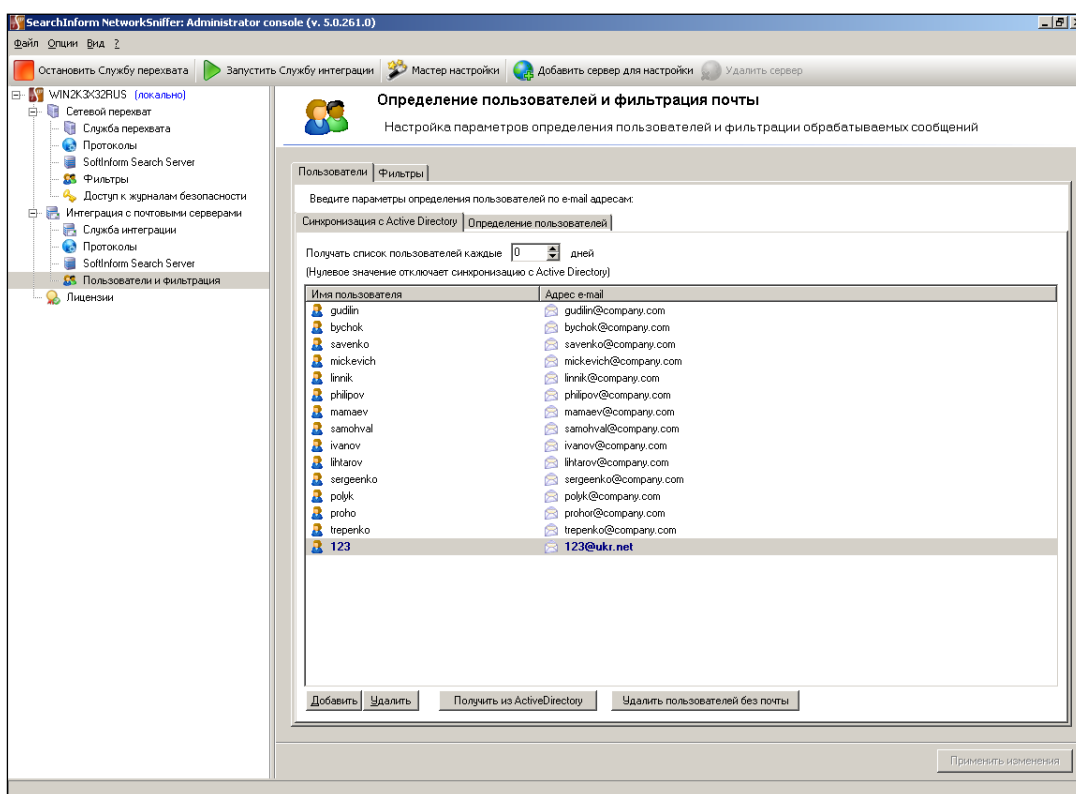 SearchInform NetworkSniffer: Administrator console (v. 5.0.261.0)
Файл Опции Вид ?
Остановить Службу перехвата Запустить Службу интеграции Мастер настройки Добавить сервер для настройки Удалить сервер
WIN2K3X32RUS (локально)
Сетевой перехват
Служба перехвата
Протоколы
SoftInform Search Server
Фильтры
Доступ к журналам безопасности
Интеграция с почтовыми серверами
Служба интеграции
Протоколы
SoftInform Search Server
Пользователи и фильтрация
Лицензии
Определение пользователей и фильтрация почты
Настройка параметров определения пользователей и фильтрации обрабатываемых сообщений
Пользователи Фильтры
Введите параметры определения пользователей по e-mail адресам:
Синхронизация с Active Directory Определение пользователей
Получать список пользователей каждые 0 дней
(Нулевое значение отключает синхронизацию с Active Directory)
Имя пользователя Адрес e-mail
gudilin gudilin@company.com
bychok bychok@company.com
savenko savenko@company.com
mickevich mickevich@company.com
linnik linnik@company.com
philipov philipov@company.com
mamaev mamaev@company.com
samohval samohval@company.com
ivanov ivanov@company.com
lihtarov lihtarov@company.com
sergeenko sergeenko@company.com
polyk polyk@company.com
proho prohor@company.com
trepenko trepenko@company.com
123 123@ukr.net
Добавить Удалить Получить из ActiveDirectory Удалить пользователей без почты
Применить изменения